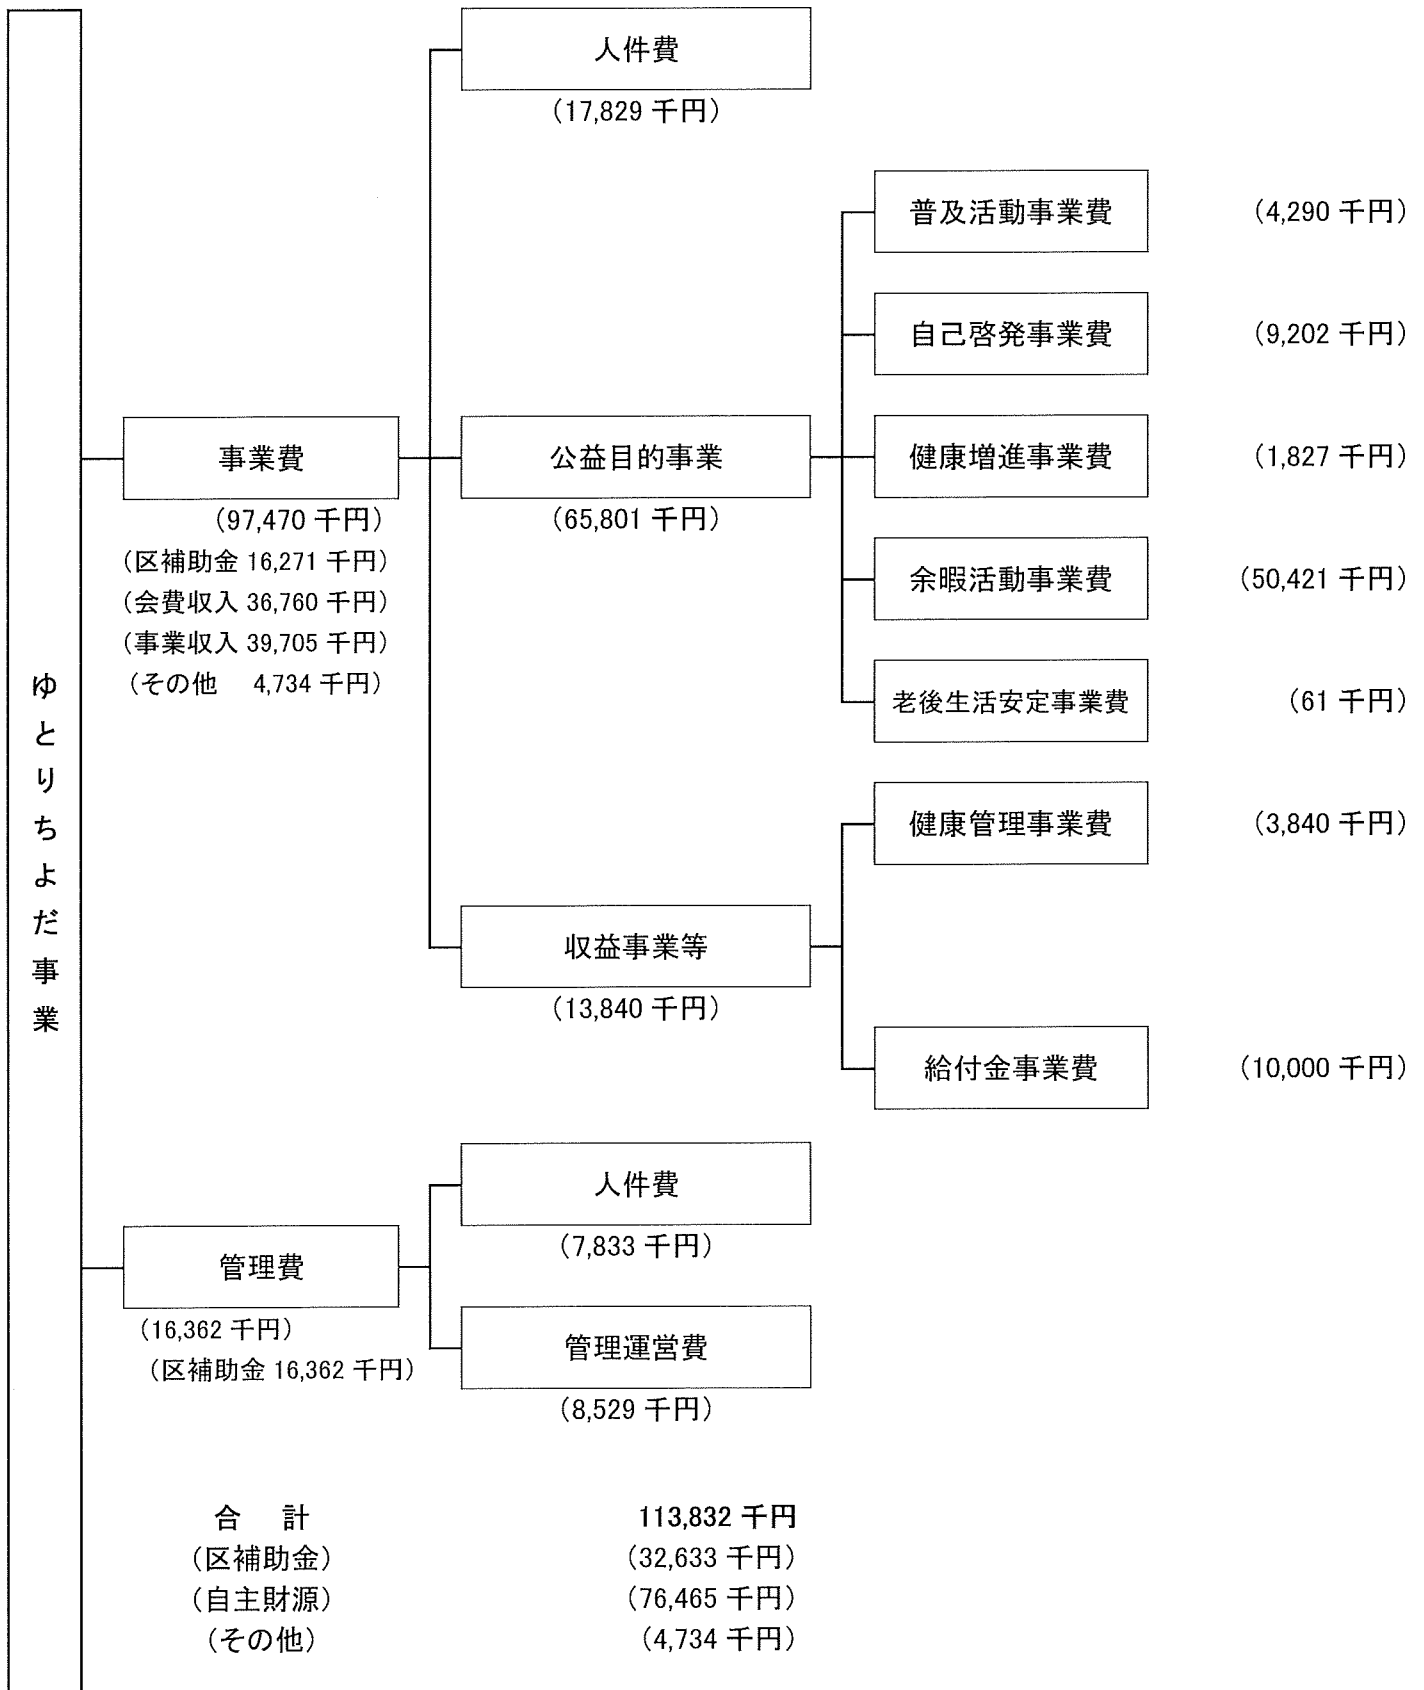 ゆとりちよだ事業
事業費
(97,470 千円)
(区補助金 16,271 千円)
(会費収入 36,760 千円)
(事業収入 39,705 千円)
(その他 4,734 千円)
人件費
(17,829 千円)
公益目的事業
(65,801 千円)
普及活動事業費 (4,290 千円)
自己啓発事業費 (9,202 千円)
健康増進事業費 (1,827 千円)
余暇活動事業費 (50,421 千円)
老後生活安定事業費 (61 千円)
収益事業等
(13,840 千円)
健康管理事業費 (3,840 千円)
給付金事業費 (10,000 千円)
管理費
(16,362 千円)
(区補助金 16,362 千円)
人件費
(7,833 千円)
管理運営費
(8,529 千円)
合 計 113,832 千円
(区補助金) (32,633 千円)
(自主財源) (76,465 千円)
(その他) (4,734 千円)